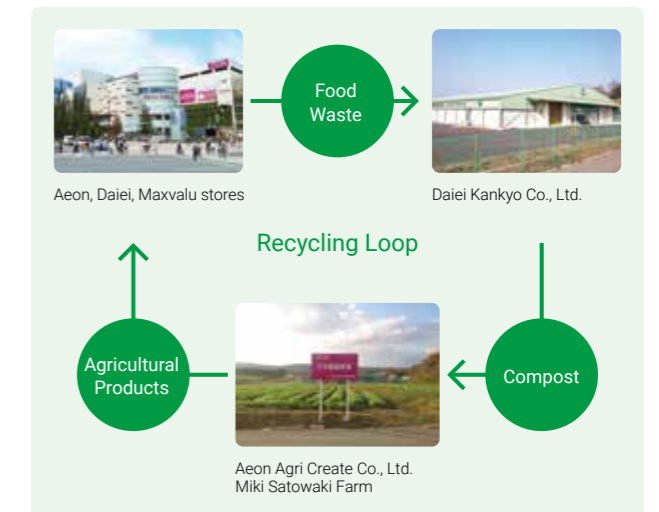 Food
Waste
Aeon, Daiei, Maxvalu stores
Daiei Kankyo Co., Ltd.
Recycling Loop
Agricultural
Products
Compost
Aeon Agri Create Co., Ltd.
Miki Satowaki Farm